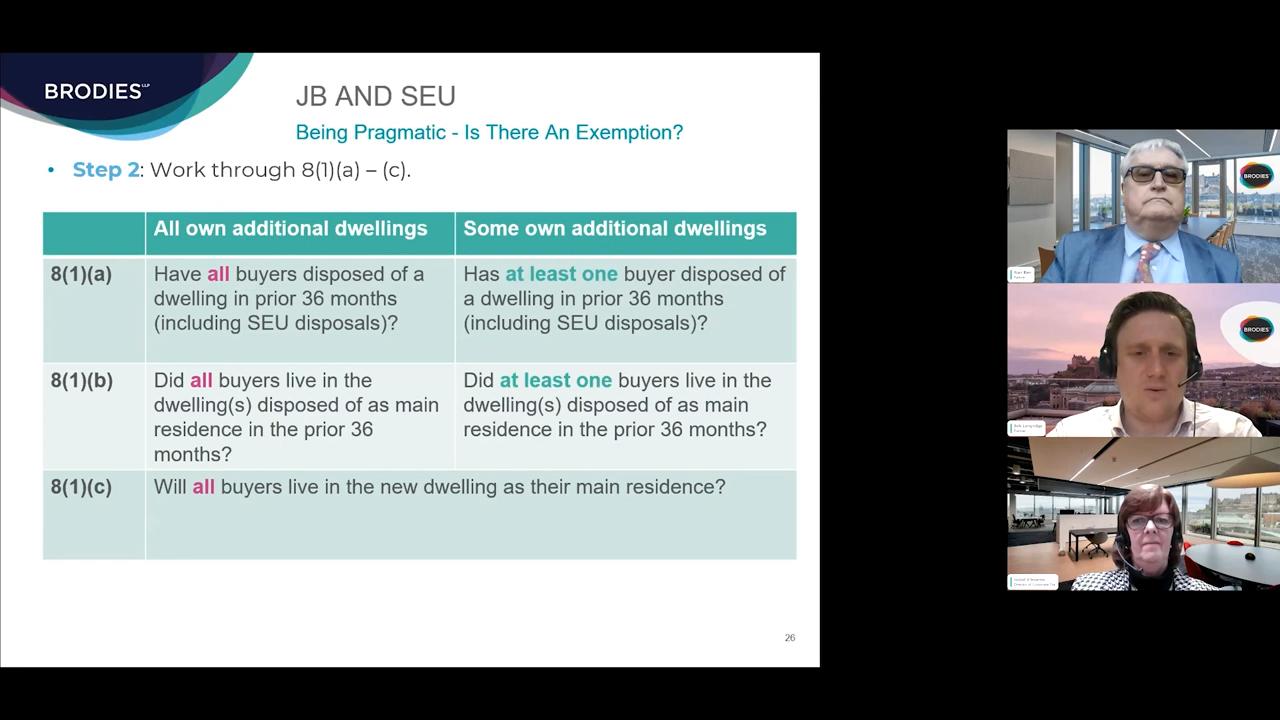 BRODIES LLP
JB AND SEU
Being Pragmatic - Is There An Exemption?
• Step 2: Work through 8(1)(a) – (c).
All own additional dwellings
Some own additional dwellings
8(1)(a)
Have all buyers disposed of a
dwelling in prior 36 months
(including SEU disposals)?
Has at least one buyer disposed of
a dwelling in prior 36 months
(including SEU disposals)?
8(1)(b)
Did all buyers live in the
dwelling(s) disposed of as main
residence in the prior 36
months?
Did at least one buyers live in the
dwelling(s) disposed of as main
residence in the prior 36 months?
8(1)(c)
Will all buyers live in the new dwelling as their main residence?
26
BRODIES
Partner
BRODIES
Partner